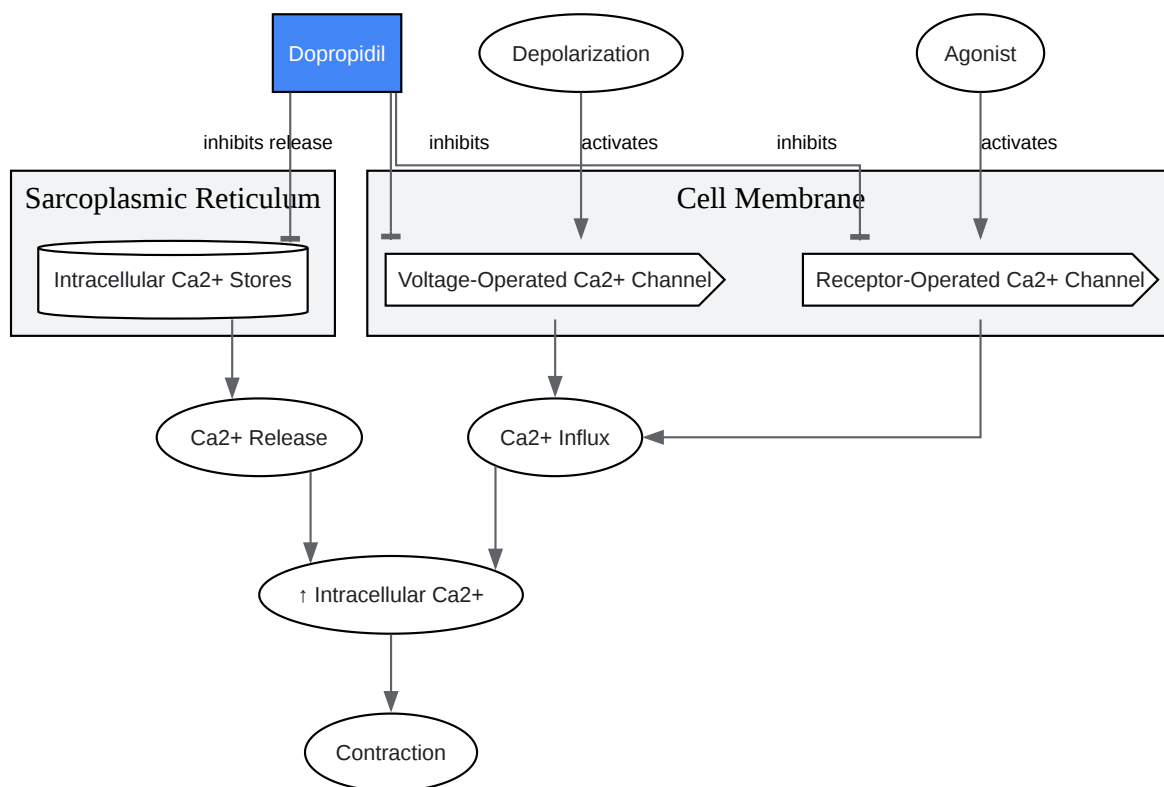 Dopropidil
Depolarization
Agonist
inhibits release
inhibits
activates
inhibits
activates
Sarcoplasmic Reticulum
Cell Membrane
Intracellular Ca2+ Stores
Voltage-Operated Ca2+ Channel
Receptor-Operated Ca2+ Channel
Ca2+ Release
Ca2+ Influx
↑ Intracellular Ca2+
Contraction